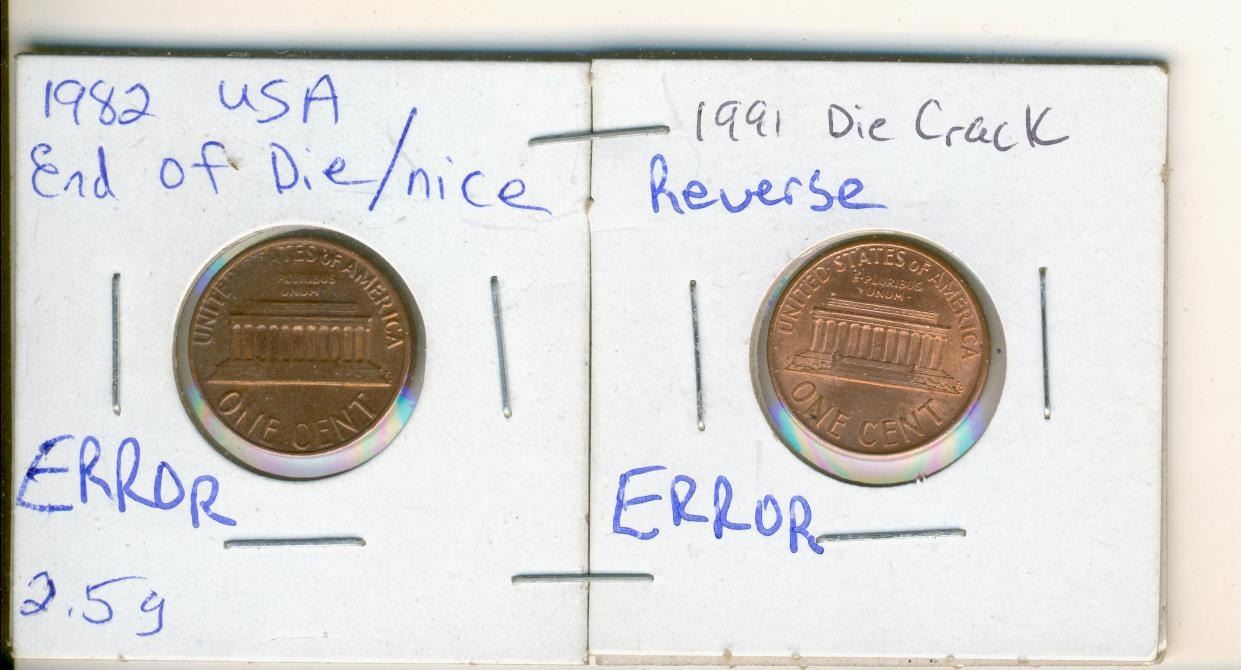 1982 USA
End of Die/nice
UNITED STATES OF AMERICA
PLURIBUS
UNUM
ONE CENT
ERROR
2.5g
1991 Die Crack
Reverse
UNITED STATES OF AMERICA
E·PLURIBUS
·UNUM·
ONE CENT
ERROR